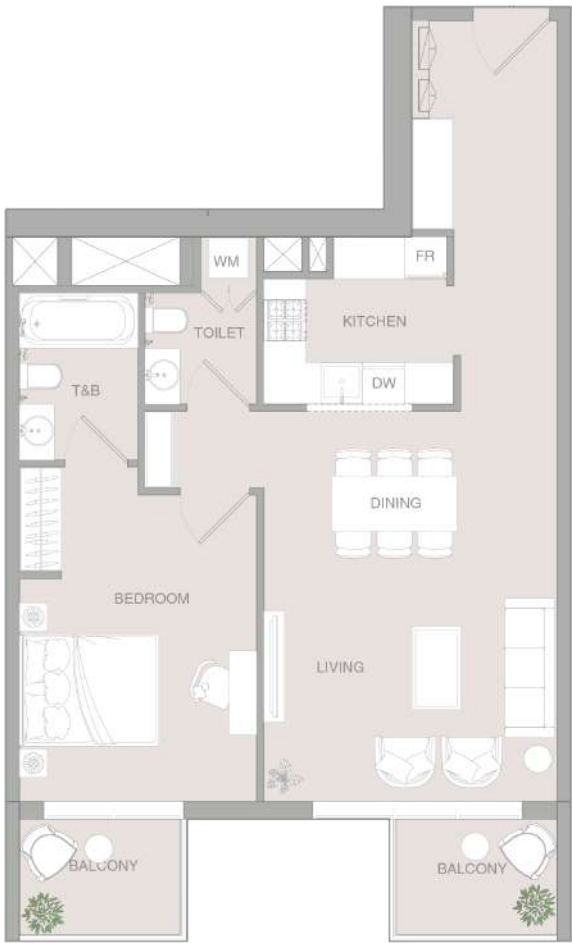 FR
WM
KITCHEN
TOILET
DW
T&B
DINING
BEDROOM
LIVING
BALCONY
BALCONY